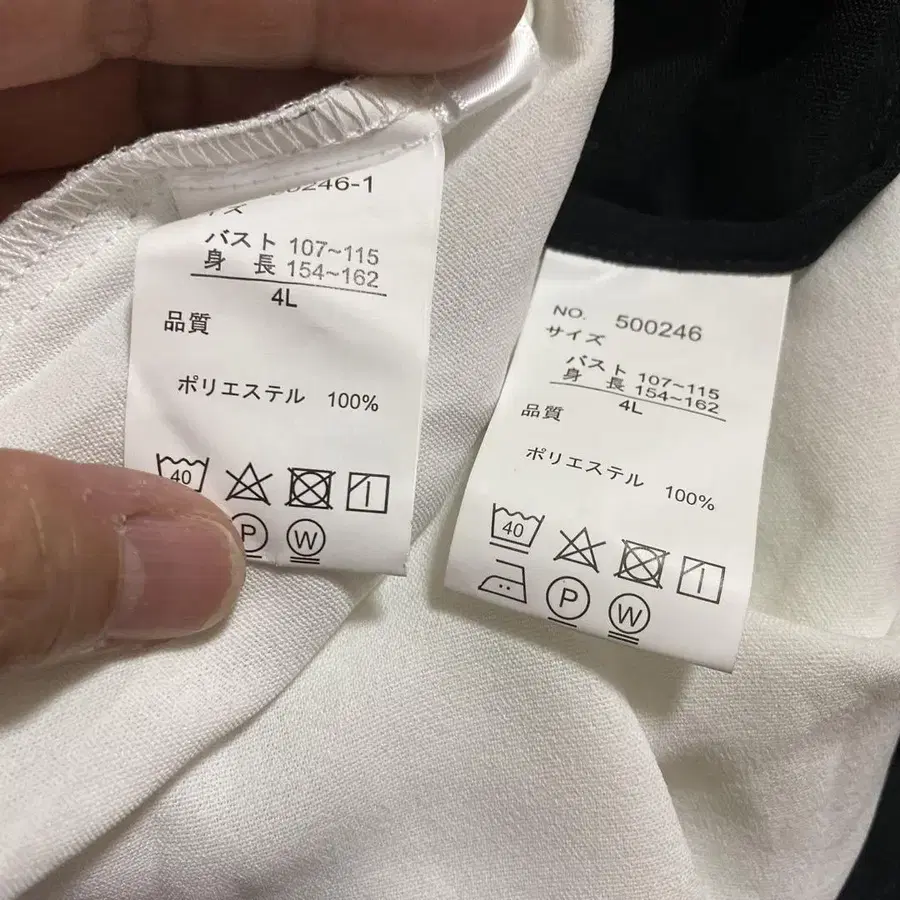 0246-1
イズ
バスト 107~115
身 長 154~162
4L
品質
ポリエステル 100%
40
P W
NO. 500246
サイズ
バスト 107~115
身 長 154~162
4L
品質
ポリエステル 100%
40
P W